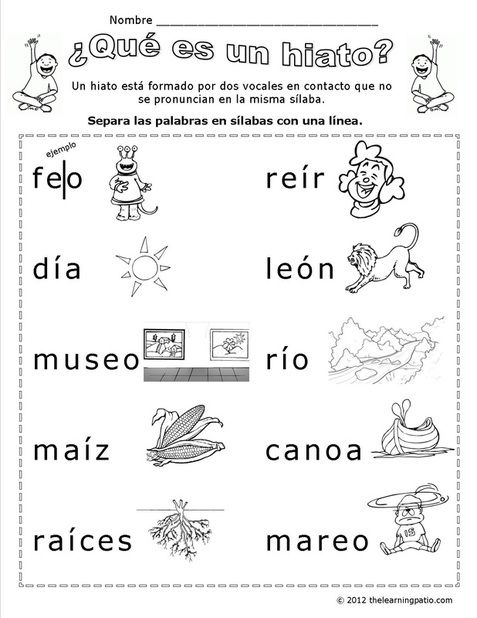 Nombre ________________________________
¿Qué es un hiato?
Un hiato está formado por dos vocales en contacto que no
se pronuncian en la misma sílaba.
Separa las palabras en sílabas con una línea.
ejemplo
fe|o
reír
día
león
museo
río
maíz
canoa
raíces
mareo
15
© 2012 thelearningpatio.com